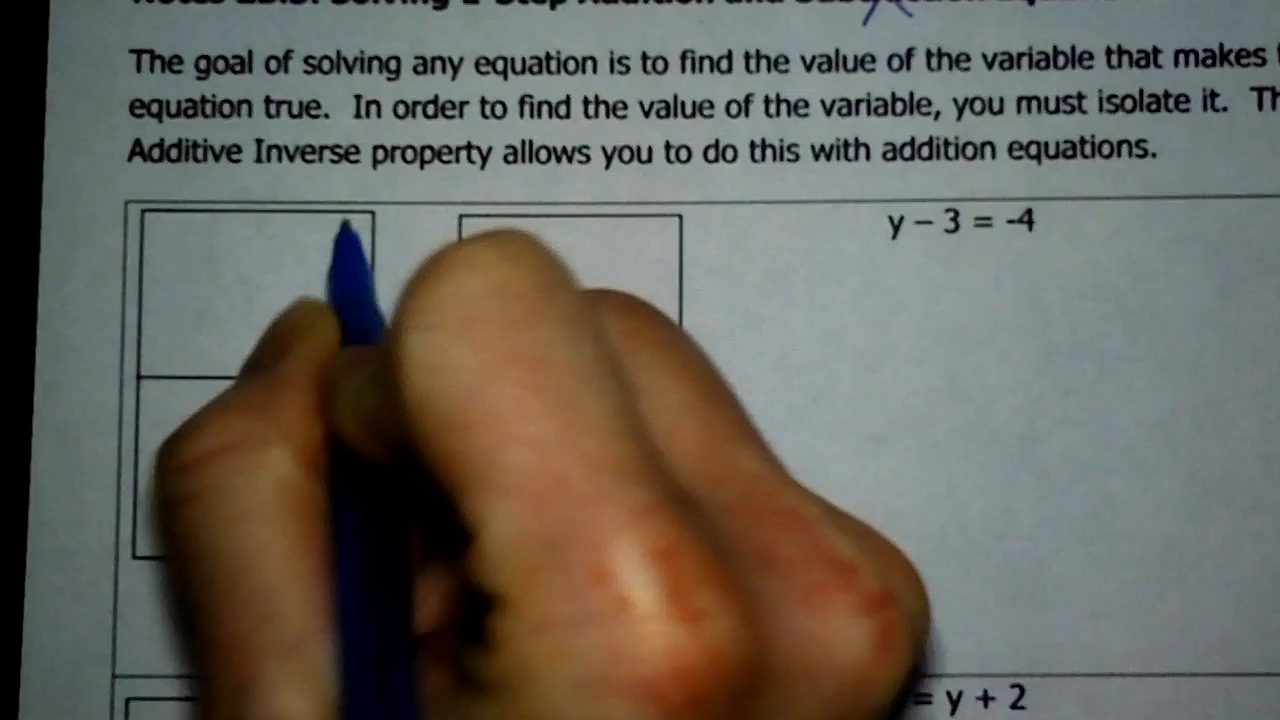 The goal of solving any equation is to find the value of the variable that makes
equation true. In order to find the value of the variable, you must isolate it.
Additive Inverse property allows you to do this with addition equations.
y – 3 = -4
= y + 2